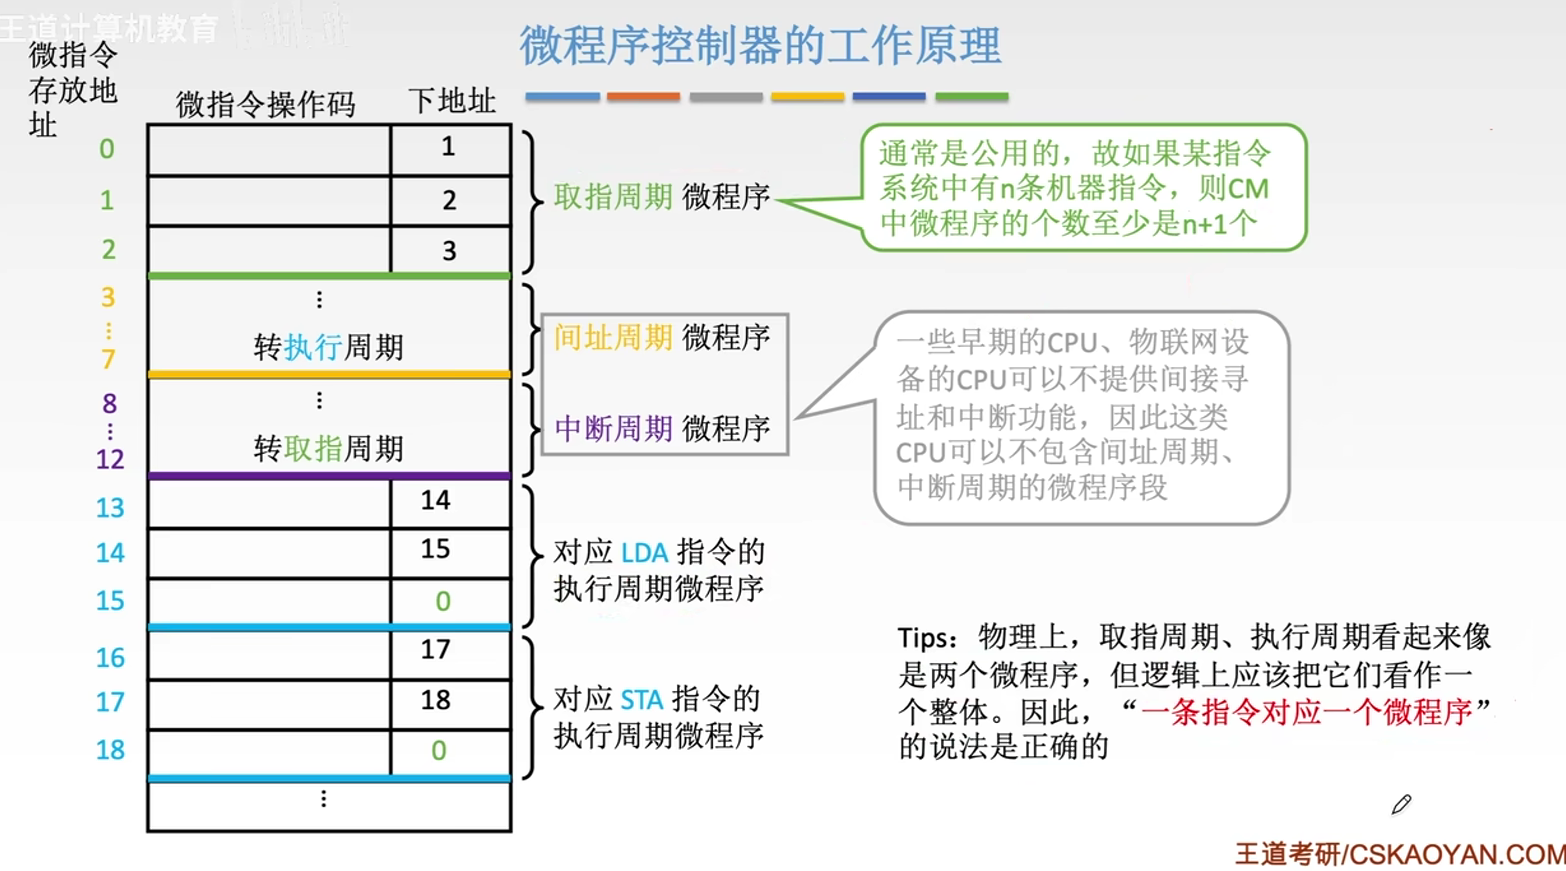 王道计算机教育
微程序控制器的工作原理
微指令
存放地
址
微指令操作码
下地址
0
1
1
2
2
3
3
⋮
7
⋮
转执行周期
8
⋮
12
⋮
转取指周期
13
14
14
15
15
0
16
17
17
18
18
0
⋮
取指周期 微程序
间址周期 微程序
中断周期 微程序
对应 LDA 指令的
执行周期微程序
对应 STA 指令的
执行周期微程序
通常是公用的，故如果某指令
系统中有n条机器指令，则CM
中微程序的个数至少是n+1个
一些早期的CPU、物联网设
备的CPU可以不提供间接寻
址和中断功能，因此这类
CPU可以不包含间址周期、
中断周期的微程序段
Tips：物理上，取指周期、执行周期看起来像
是两个微程序，但逻辑上应该把它们看作一
个整体。因此，“一条指令对应一个微程序”
的说法是正确的
王道考研/CSKAOYAN.COM